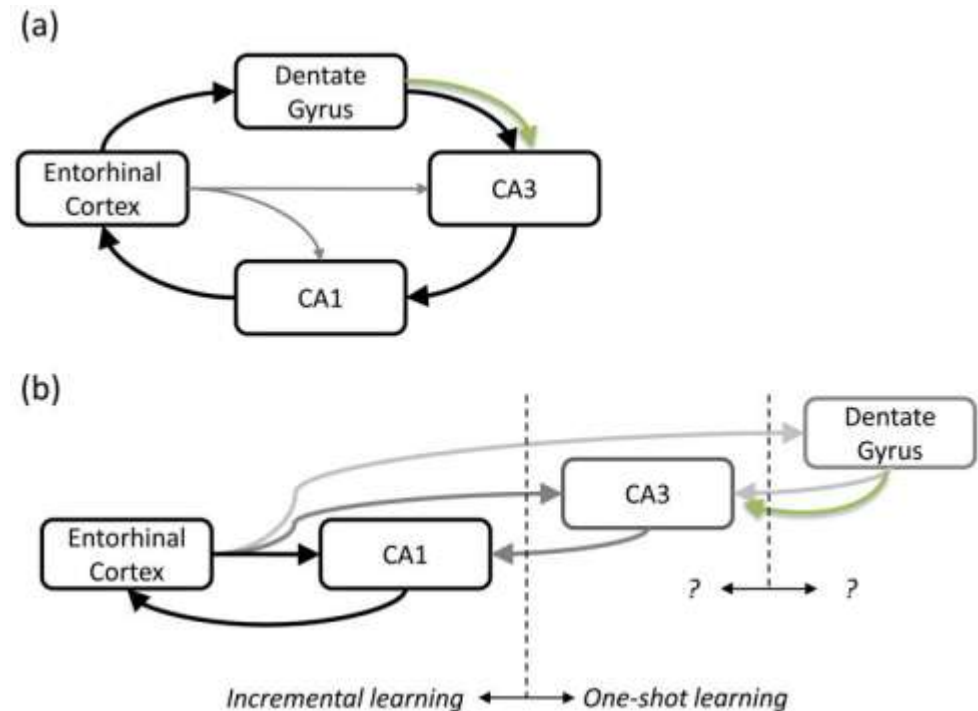 (a)
Dentate
Gyrus
Entorhinal
Cortex
CA3
CA1
(b)
Dentate
Gyrus
CA3
Entorhinal
Cortex
CA1
? ?
Incremental learning One-shot learning